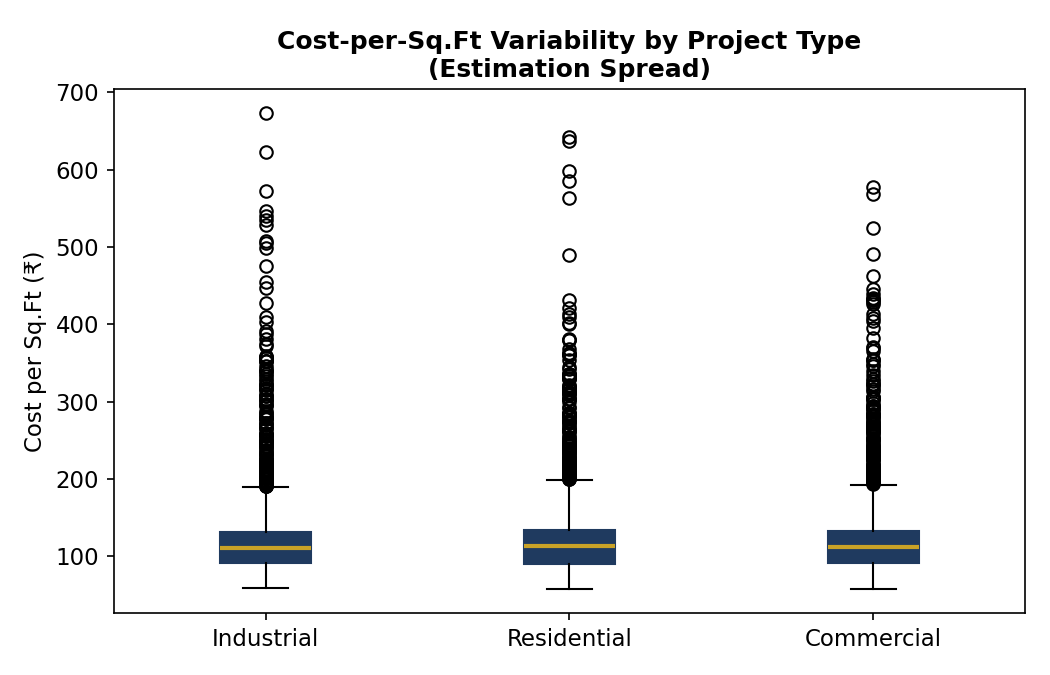 Cost-per-Sq.Ft Variability by Project Type
(Estimation Spread)
Cost per Sq.Ft (₹)
700
600
500
400
300
200
100
Industrial
Residential
Commercial